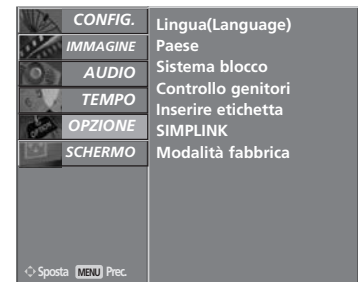 CONFIG.
IMMAGINE
AUDIO
TEMPO
OPZIONE
SCHERMO
Lingua(Language)
Paese
Sistema blocco
Controllo genitori
Inserire etichetta
SIMPLINK
Modalità fabbrica
Sposta MENU Prec.